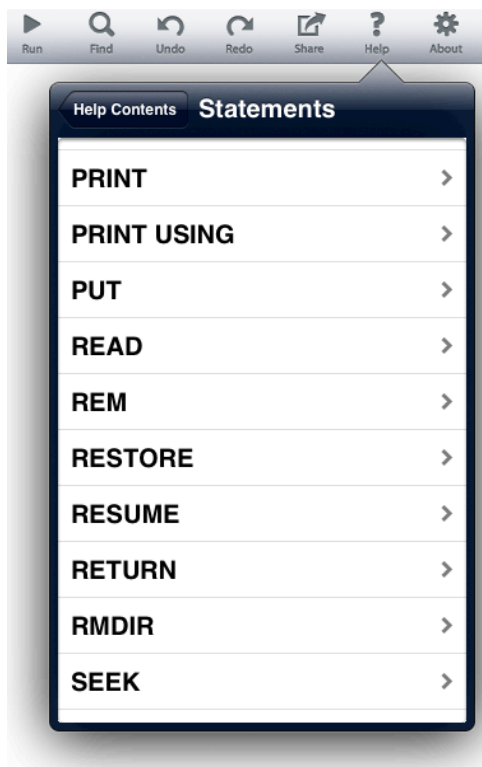 Run Find Undo Redo Share Help About
Help Contents Statements
PRINT
PRINT USING
PUT
READ
REM
RESTORE
RESUME
RETURN
RMDIR
SEEK